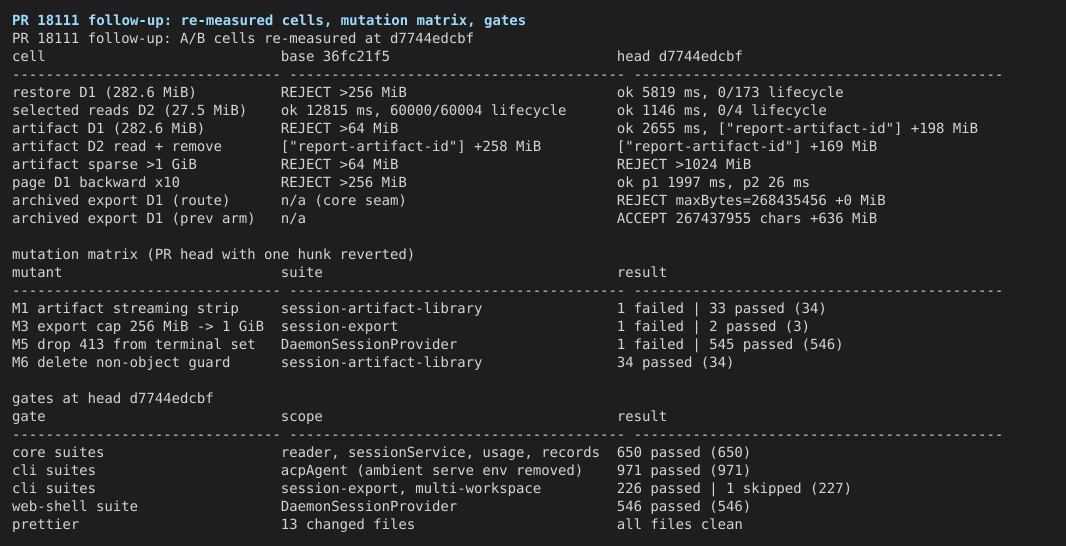 PR 18111 follow-up: re-measured cells, mutation matrix, gates
PR 18111 follow-up: A/B cells re-measured at d7744edcbf
cell base 36fc21f5 head d7744edcbf
--------------------------------- ----------------------------------------- ---------------------------------------------
restore D1 (282.6 MiB) REJECT >256 MiB ok 5819 ms, 0/173 lifecycle
selected reads D2 (27.5 MiB) ok 12815 ms, 60000/60004 lifecycle ok 1146 ms, 0/4 lifecycle
artifact D1 (282.6 MiB) REJECT >64 MiB ok 2655 ms, ["report-artifact-id"] +198 MiB
artifact D2 read + remove ["report-artifact-id"] +258 MiB ["report-artifact-id"] +169 MiB
artifact sparse >1 GiB REJECT >64 MiB REJECT >1024 MiB
page D1 backward x10 REJECT >256 MiB ok p1 1997 ms, p2 26 ms
archived export D1 (route) n/a (core seam) REJECT maxBytes=268435456 +0 MiB
archived export D1 (prev arm) n/a ACCEPT 267437955 chars +636 MiB
mutation matrix (PR head with one hunk reverted)
mutant suite result
--------------------------------- ----------------------------------------- ---------------------------------------------
M1 artifact streaming strip session-artifact-library 1 failed | 33 passed (34)
M3 export cap 256 MiB -> 1 GiB session-export 1 failed | 2 passed (3)
M5 drop 413 from terminal set DaemonSessionProvider 1 failed | 545 passed (546)
M6 delete non-object guard session-artifact-library 34 passed (34)
gates at head d7744edcbf
gate scope result
--------------------------------- ----------------------------------------- ---------------------------------------------
core suites reader, sessionService, usage, records 650 passed (650)
cli suites acpAgent (ambient serve env removed) 971 passed (971)
cli suites session-export, multi-workspace 226 passed | 1 skipped (227)
web-shell suite DaemonSessionProvider 546 passed (546)
prettier 13 changed files all files clean